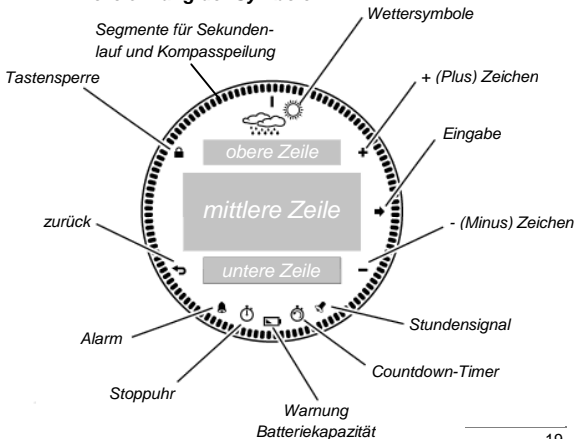 Segmente für Sekunden-
lauf und Kompasspeilung
Wettersymbole
Tastensperre
+ (Plus) Zeichen
Eingabe
obere Zeile
mittlere Zeile
untere Zeile
zurück
- (Minus) Zeichen
Alarm
Stundensignal
Stoppuhr
Countdown-Timer
Warnung
Batteriekapazität